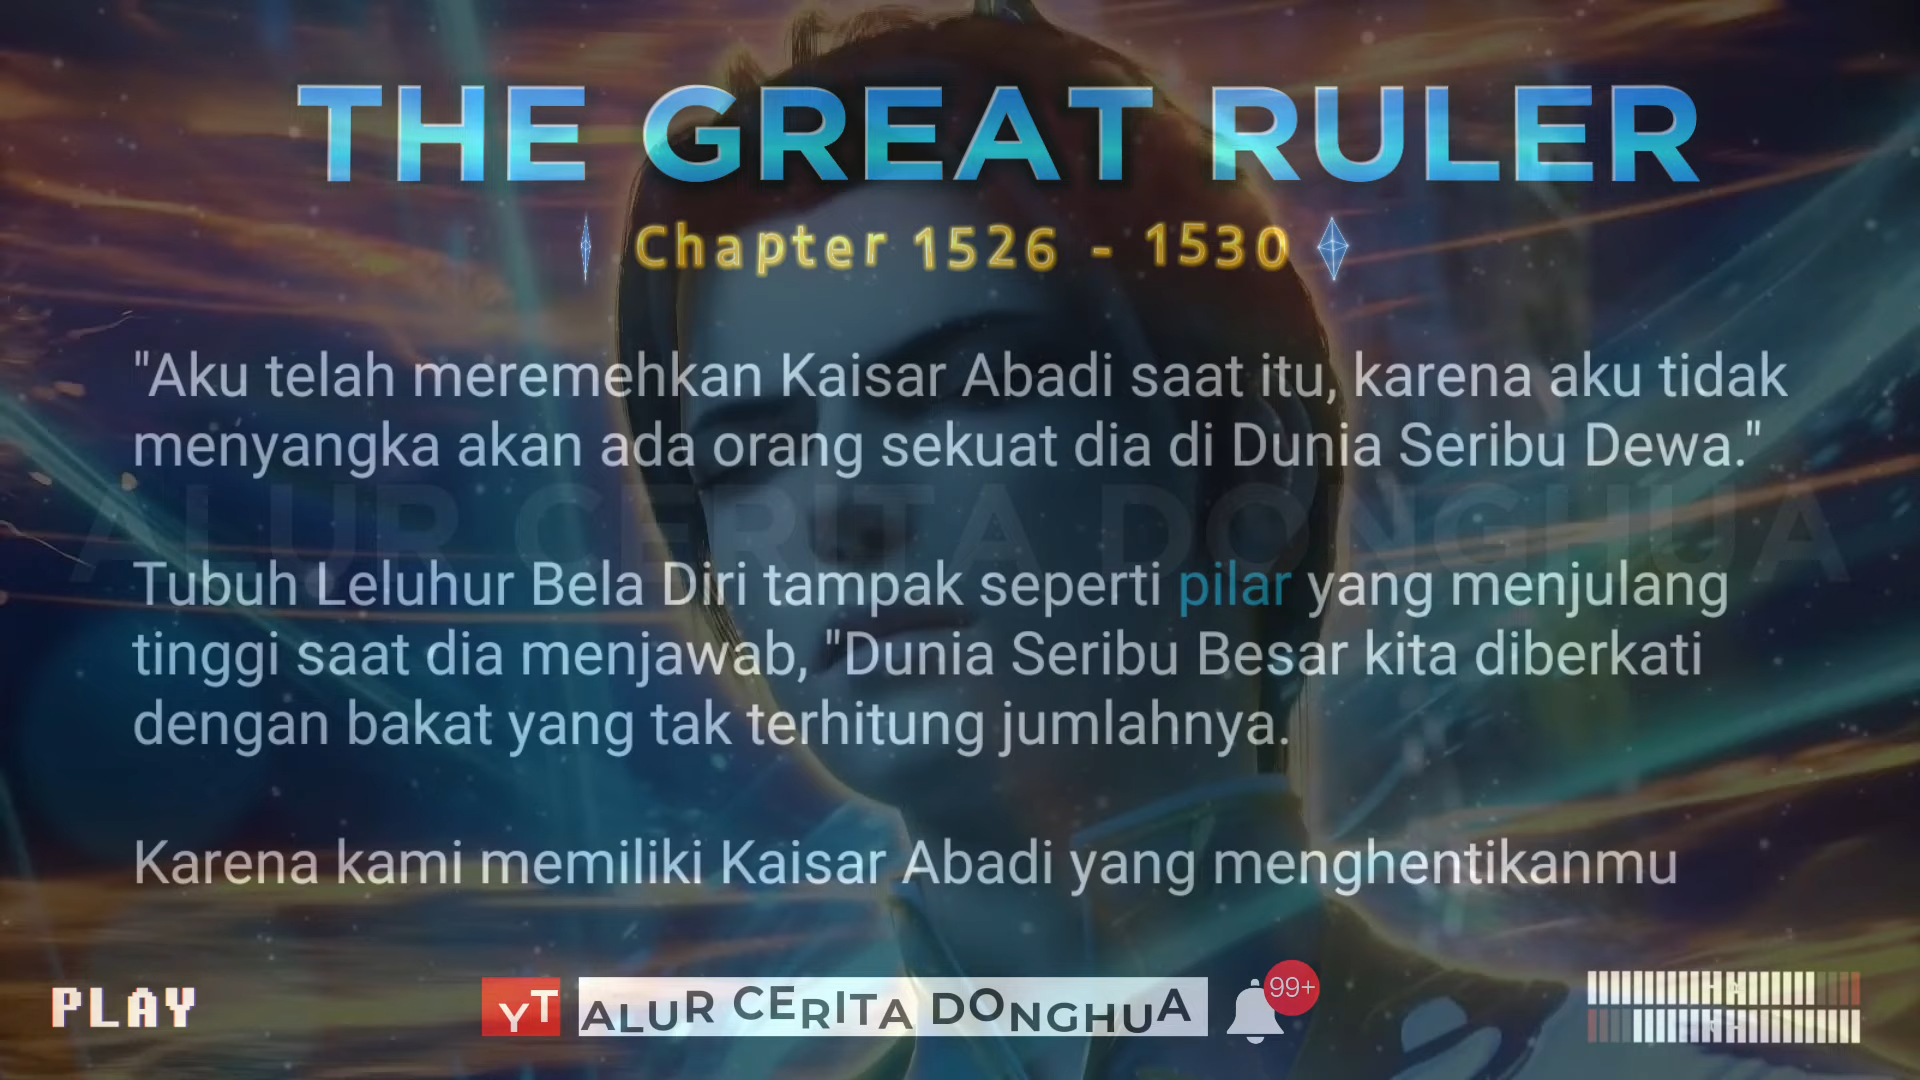 THE GREAT RULER
Chapter 1526 - 1530
"Aku telah meremehkan Kaisar Abadi saat itu, karena aku tidak
menyangka akan ada orang sekuat dia di Dunia Seribu Dewa."
ALUR CERITA DONGHUA
Tubuh Leluhur Bela Diri tampak seperti pilar yang menjulang
tinggi saat dia menjawab, "Dunia Seribu Besar kita diberkati
dengan bakat yang tak terhitung jumlahnya.
Karena kami memiliki Kaisar Abadi yang menghentikanmu
PLAY
YT ALUR CERITA DONGHUA 99+